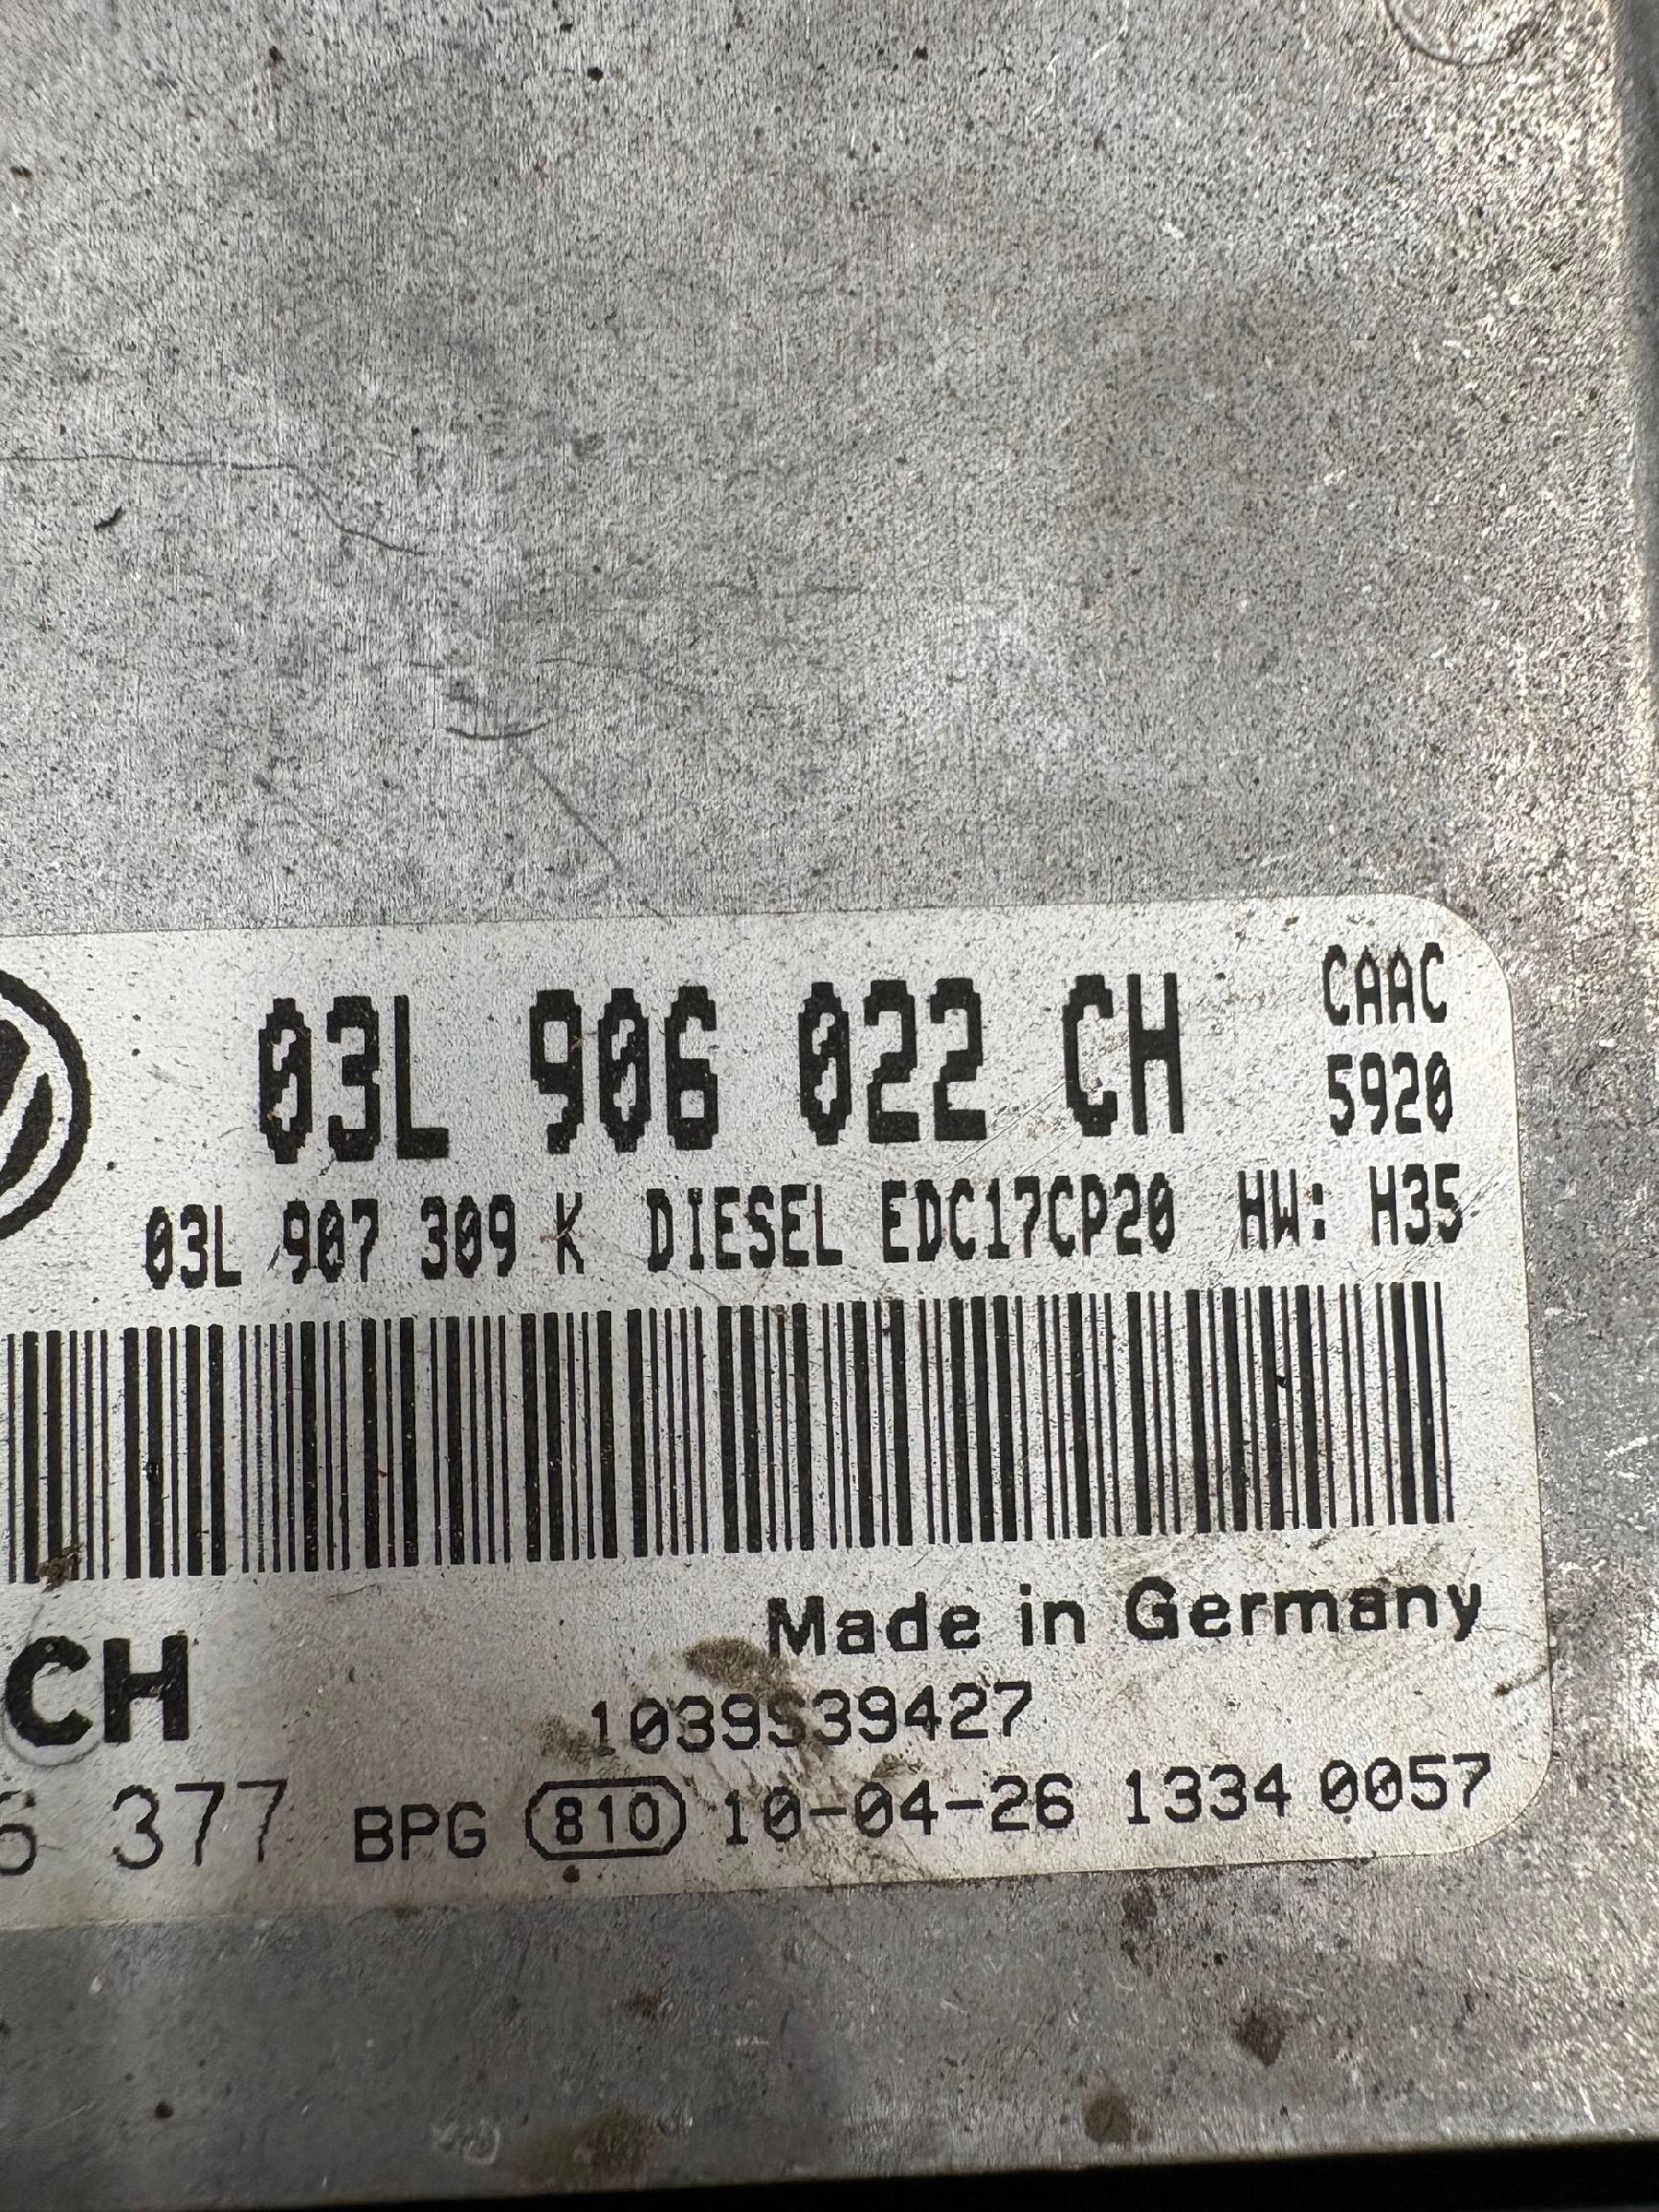 03L 906 022 CH
CAAC
5920
03L 907 309 K DIESEL EDC17CP20 HW: H35
Made in Germany
CH
1039S39427
6 377 BPG 810 10-04-26 1334 0057